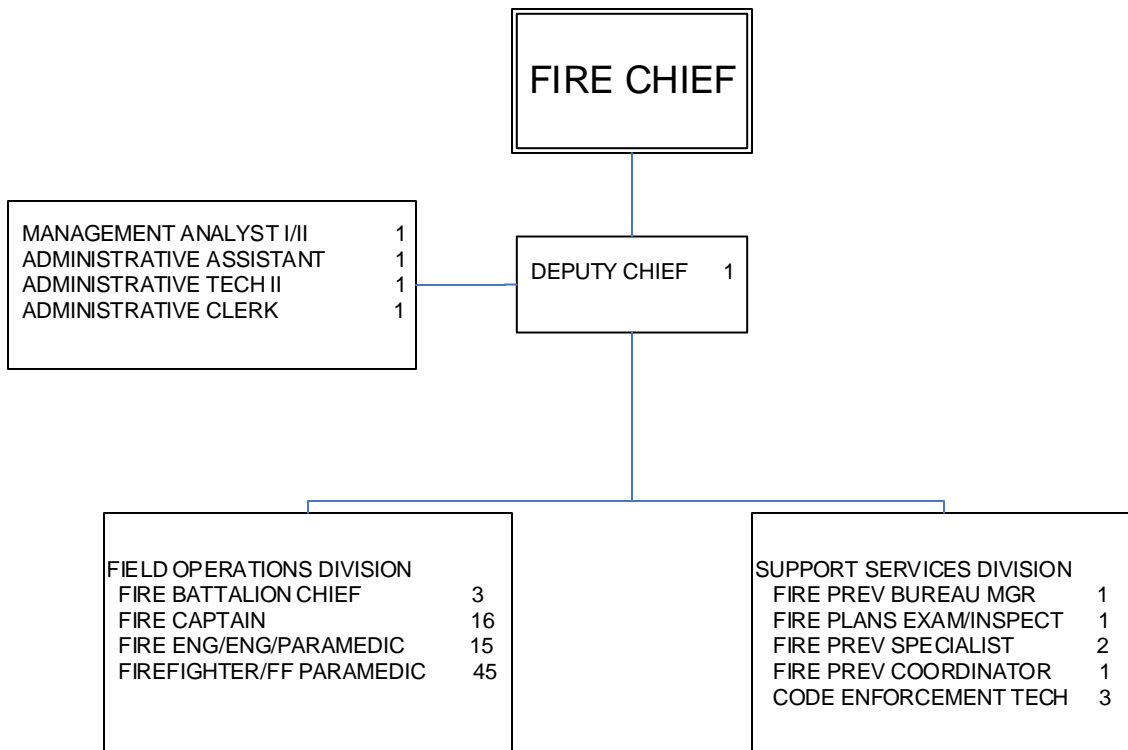 FIRE CHIEF
MANAGEMENT ANALYST I/II 1
ADMINISTRATIVE ASSISTANT 1
ADMINISTRATIVE TECH II 1
ADMINISTRATIVE CLERK 1
DEPUTY CHIEF 1
FIELD OPERATIONS DIVISION
FIRE BATTALION CHIEF 3
FIRE CAPTAIN 16
FIRE ENG/ENG/PARAMEDIC 15
FIREFIGHTER/FF PARAMEDIC 45
SUPPORT SERVICES DIVISION
FIRE PREV BUREAU MGR 1
FIRE PLANS EXAM/INSPECT 1
FIRE PREV SPECIALIST 2
FIRE PREV COORDINATOR 1
CODE ENFORCEMENT TECH 3